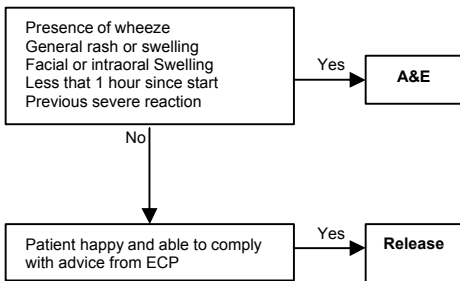 Presence of wheeze
General rash or swelling
Facial or intraoral Swelling
Less that 1 hour since start
Previous severe reaction
Yes
A&E
No
Patient happy and able to comply
with advice from ECP
Yes
Release